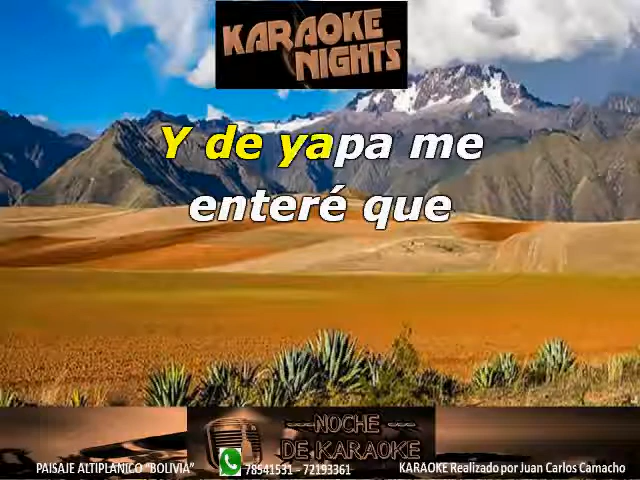 KARAOKE
NIGHTS
Y de yapa me
enteré que
---NOCHE---
DE KARAOKE
PAISAJE ALTIPLANICO "BOLIVIA"
78541531 - 72193361
KARAOKE Realizado por Juan Carlos Camacho